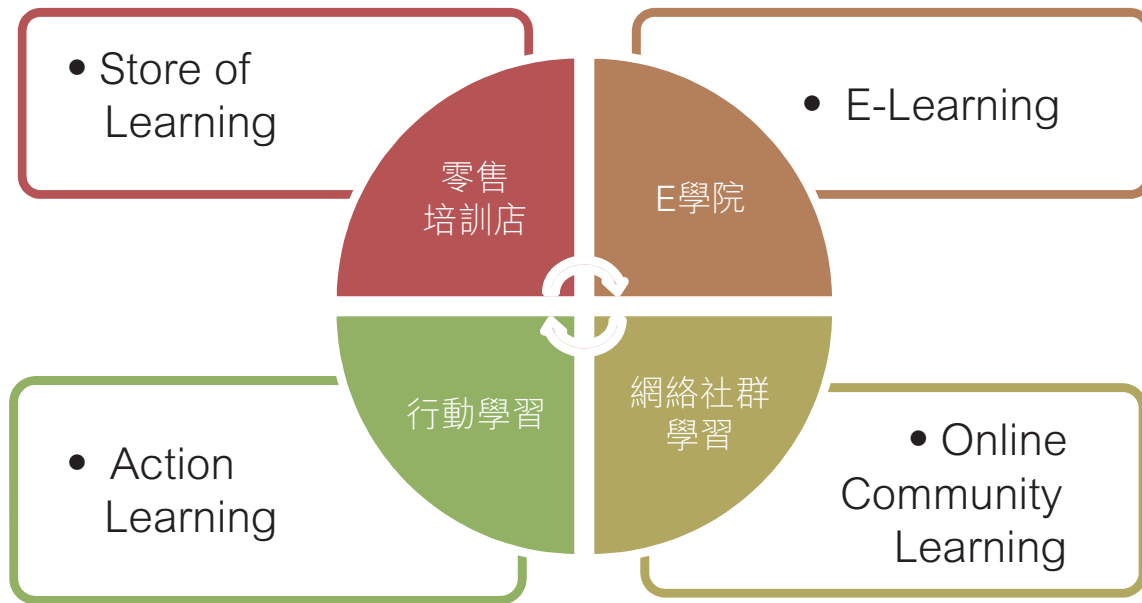 • Store of
Learning
零售
培訓店
E學院
• E-Learning
行動學習
• Action
Learning
網絡社群
學習
• Online
Community
Learning